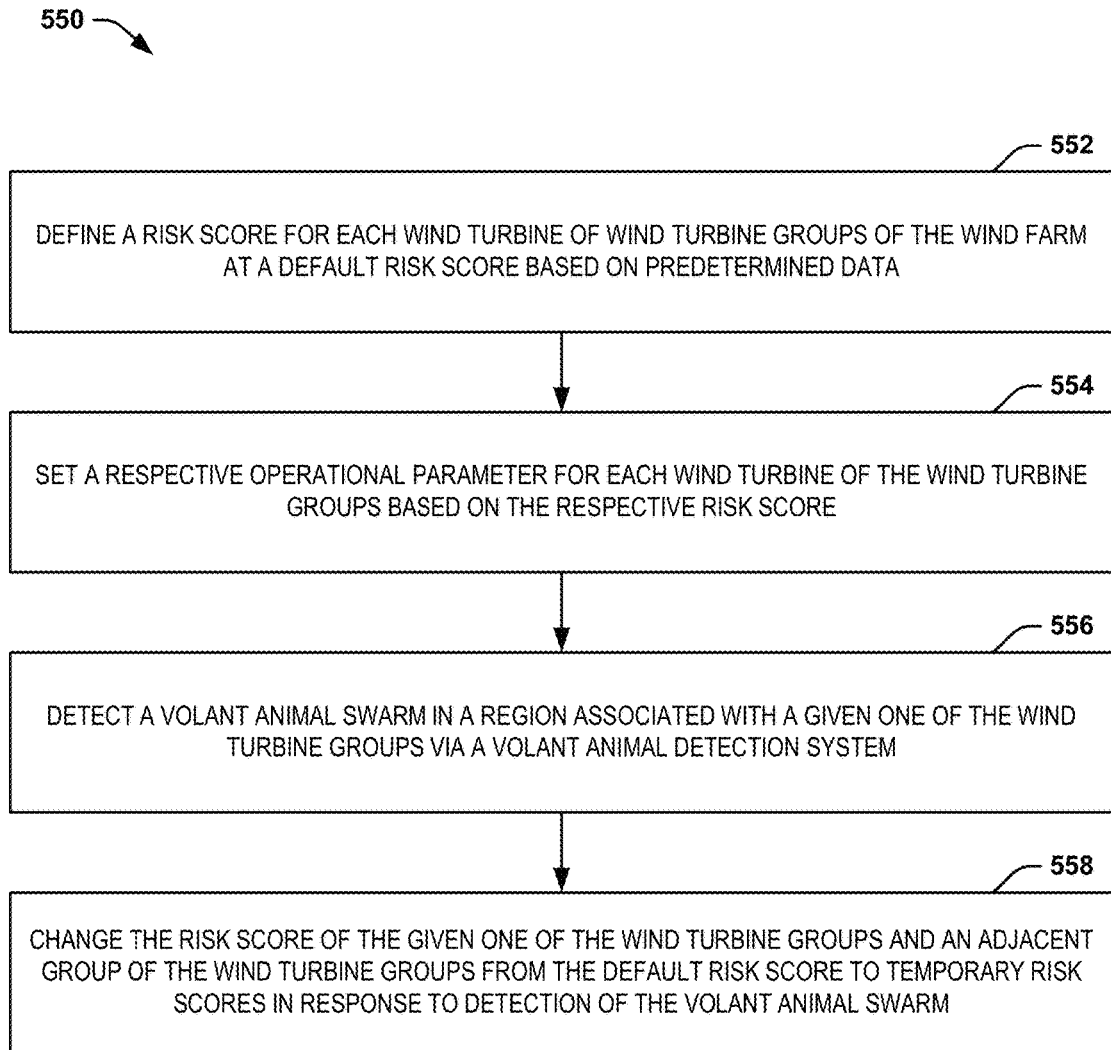 550
552
DEFINE A RISK SCORE FOR EACH WIND TURBINE OF WIND TURBINE GROUPS OF THE WIND FARM
AT A DEFAULT RISK SCORE BASED ON PREDETERMINED DATA
554
SET A RESPECTIVE OPERATIONAL PARAMETER FOR EACH WIND TURBINE OF THE WIND TURBINE
GROUPS BASED ON THE RESPECTIVE RISK SCORE
556
DETECT A VOLANT ANIMAL SWARM IN A REGION ASSOCIATED WITH A GIVEN ONE OF THE WIND
TURBINE GROUPS VIA A VOLANT ANIMAL DETECTION SYSTEM
558
CHANGE THE RISK SCORE OF THE GIVEN ONE OF THE WIND TURBINE GROUPS AND AN ADJACENT
GROUP OF THE WIND TURBINE GROUPS FROM THE DEFAULT RISK SCORE TO TEMPORARY RISK
SCORES IN RESPONSE TO DETECTION OF THE VOLANT ANIMAL SWARM